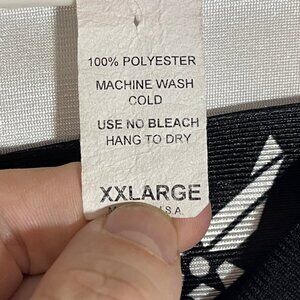 100% POLYESTER
MACHINE WASH
COLD
USE NO BLEACH
HANG TO DRY
XXLARGE